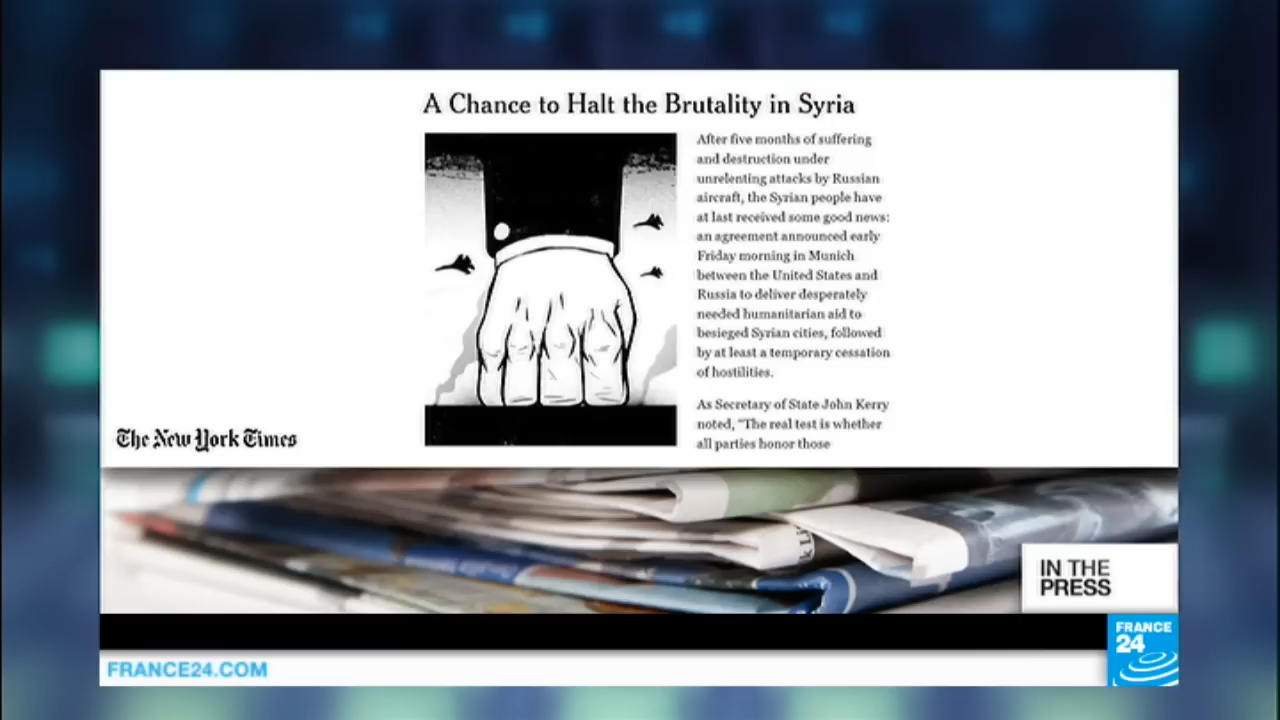 A Chance to Halt the Brutality in Syria
After five months of suffering
and destruction under
unrelenting attacks by Russian
aircraft, the Syrian people have
at last received some good news:
an agreement announced early
Friday morning in Munich
between the United States and
Russia to deliver desperately
needed humanitarian aid to
besieged Syrian cities, followed
by at least a temporary cessation
of hostilities.
As Secretary of State John Kerry
noted, “The real test is whether
all parties honor those
The New York Times
IN THE
PRESS
FRANCE
24
FRANCE24.COM